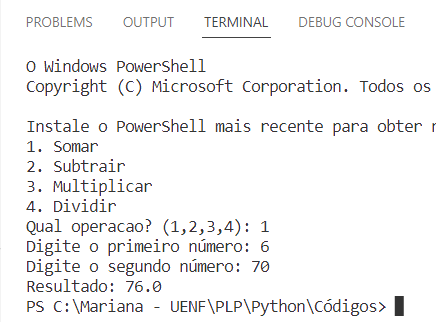 PROBLEMS OUTPUT TERMINAL DEBUG CONSOLE
O Windows PowerShell
Copyright (C) Microsoft Corporation. Todos os
Instale o PowerShell mais recente para obter
1. Somar
2. Subtrair
3. Multiplicar
4. Dividir
Qual operacao? (1,2,3,4): 1
Digite o primeiro número: 6
Digite o segundo número: 70
Resultado: 76.0
PS C:\Mariana - UENF\PLP\Python\Códigos>